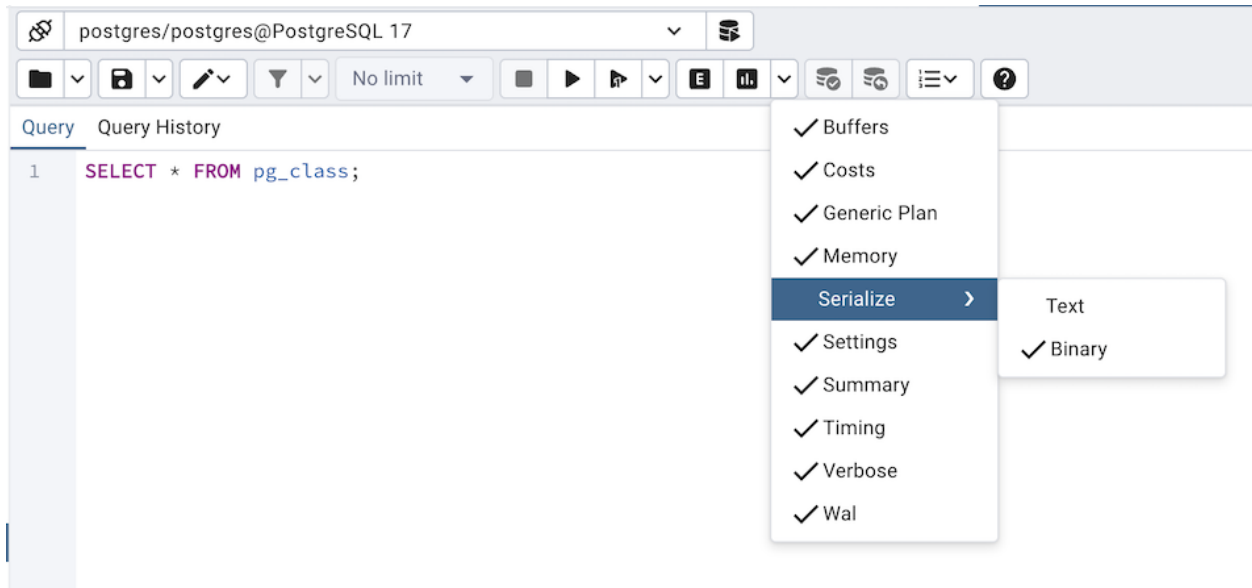 postgres/postgres@PostgreSQL 17
No limit
E
Query Query History
1 SELECT * FROM pg_class;
Buffers
Costs
Generic Plan
Memory
Serialize
Text
Binary
Settings
Summary
Timing
Verbose
Wal